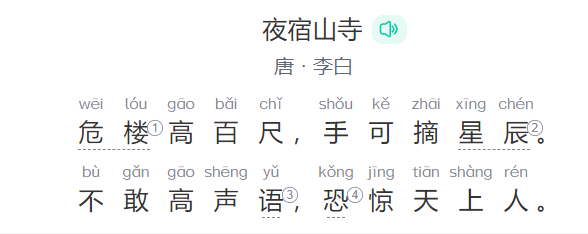 夜宿山寺
唐 · 李白
wēi lóu gāo bǎi chǐ shǒu kě zhāi xīng chén
危楼①高百尺，手可摘星辰②。
bù gǎn gāo shēng yǔ kǒng jīng tiān shàng rén
不敢高声语③，恐④惊天上人。